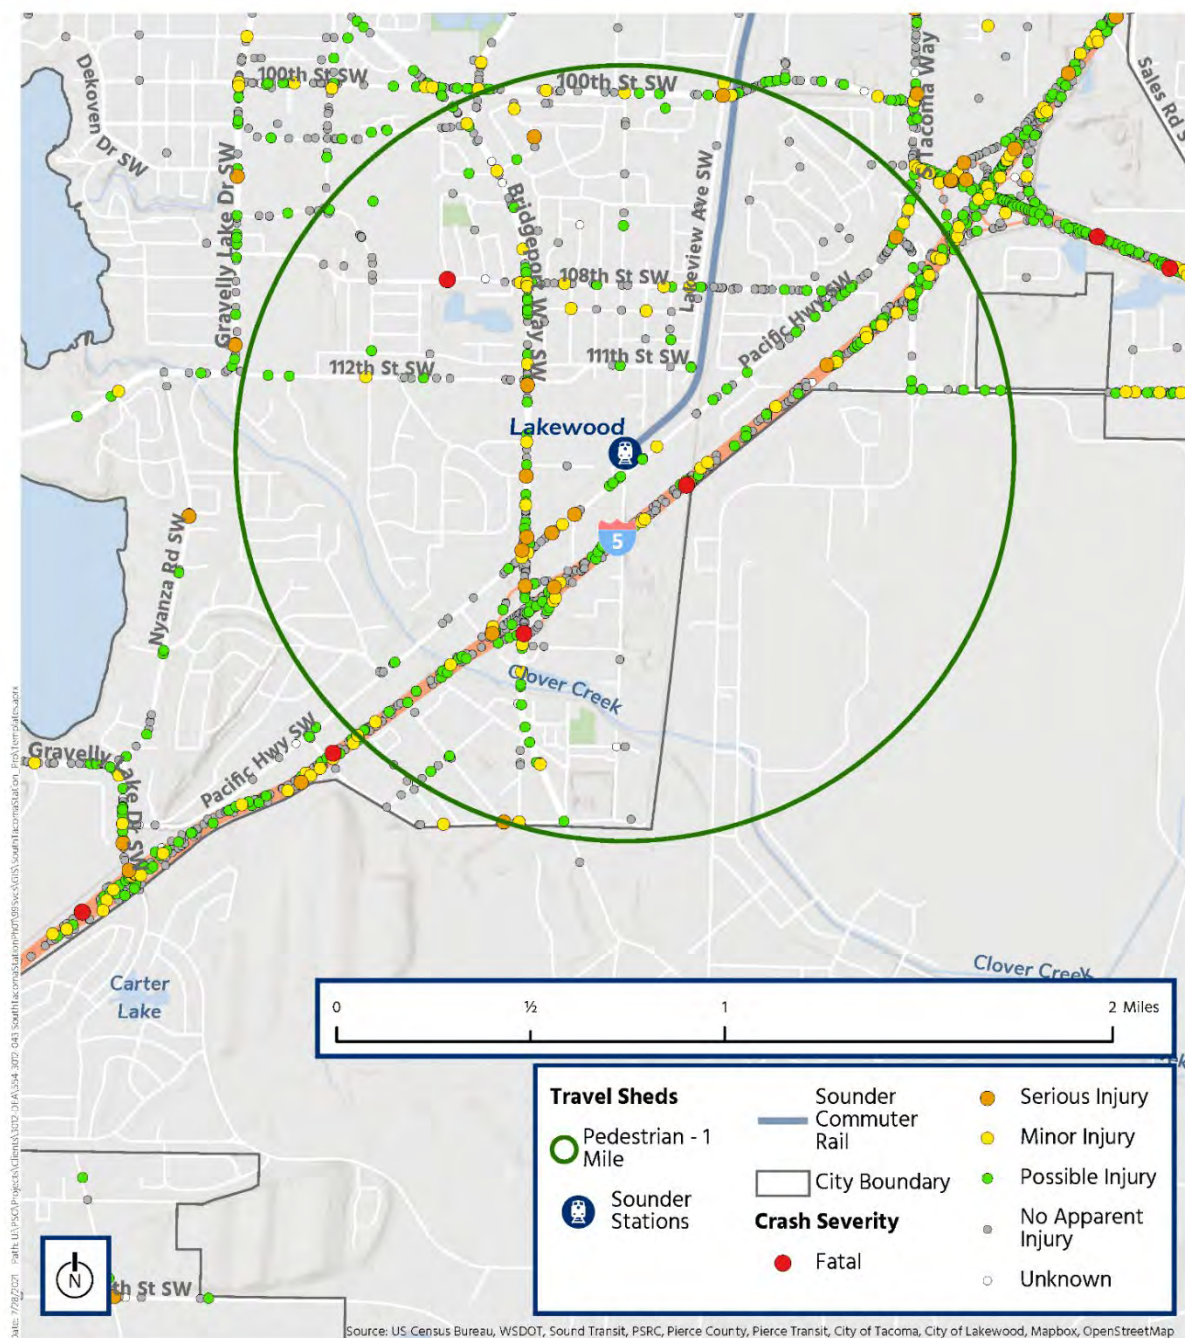 100th St SW
100th St SW
Dekoven Dr SW
S Tacoma Way
Sales Rd S
Gravelly Lake Dr SW
Bridgeport Way SW
Lakeview Ave SW
108th St SW
Pacific Hwy SW
111th St SW
112th St SW
Lakewood
5
Nyanza Rd SW
Clover Creek
Pacific Hwy SW
Gravelly Lake Dr SW
Carter
Lake
Clover Creek
0 ½ 1 2 Miles
Travel Sheds
Pedestrian - 1
Mile
Sounder
Stations
Sounder
Commuter
Rail
City Boundary
Crash Severity
Fatal
Serious Injury
Minor Injury
Possible Injury
No Apparent
Injury
Unknown
N
th St SW
Source: US Census Bureau, WSDOT, Sound Transit, PSRC, Pierce County, Pierce Transit, City of Tacoma, City of Lakewood, Mapbox, OpenStreetMap